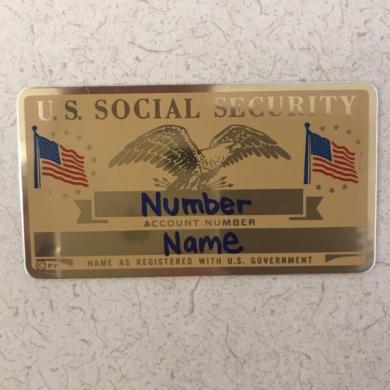 U.S. SOCIAL SECURITY
Number
ACCOUNT NUMBER
Name
NAME AS REGISTERED WITH U.S. GOVERNMENT